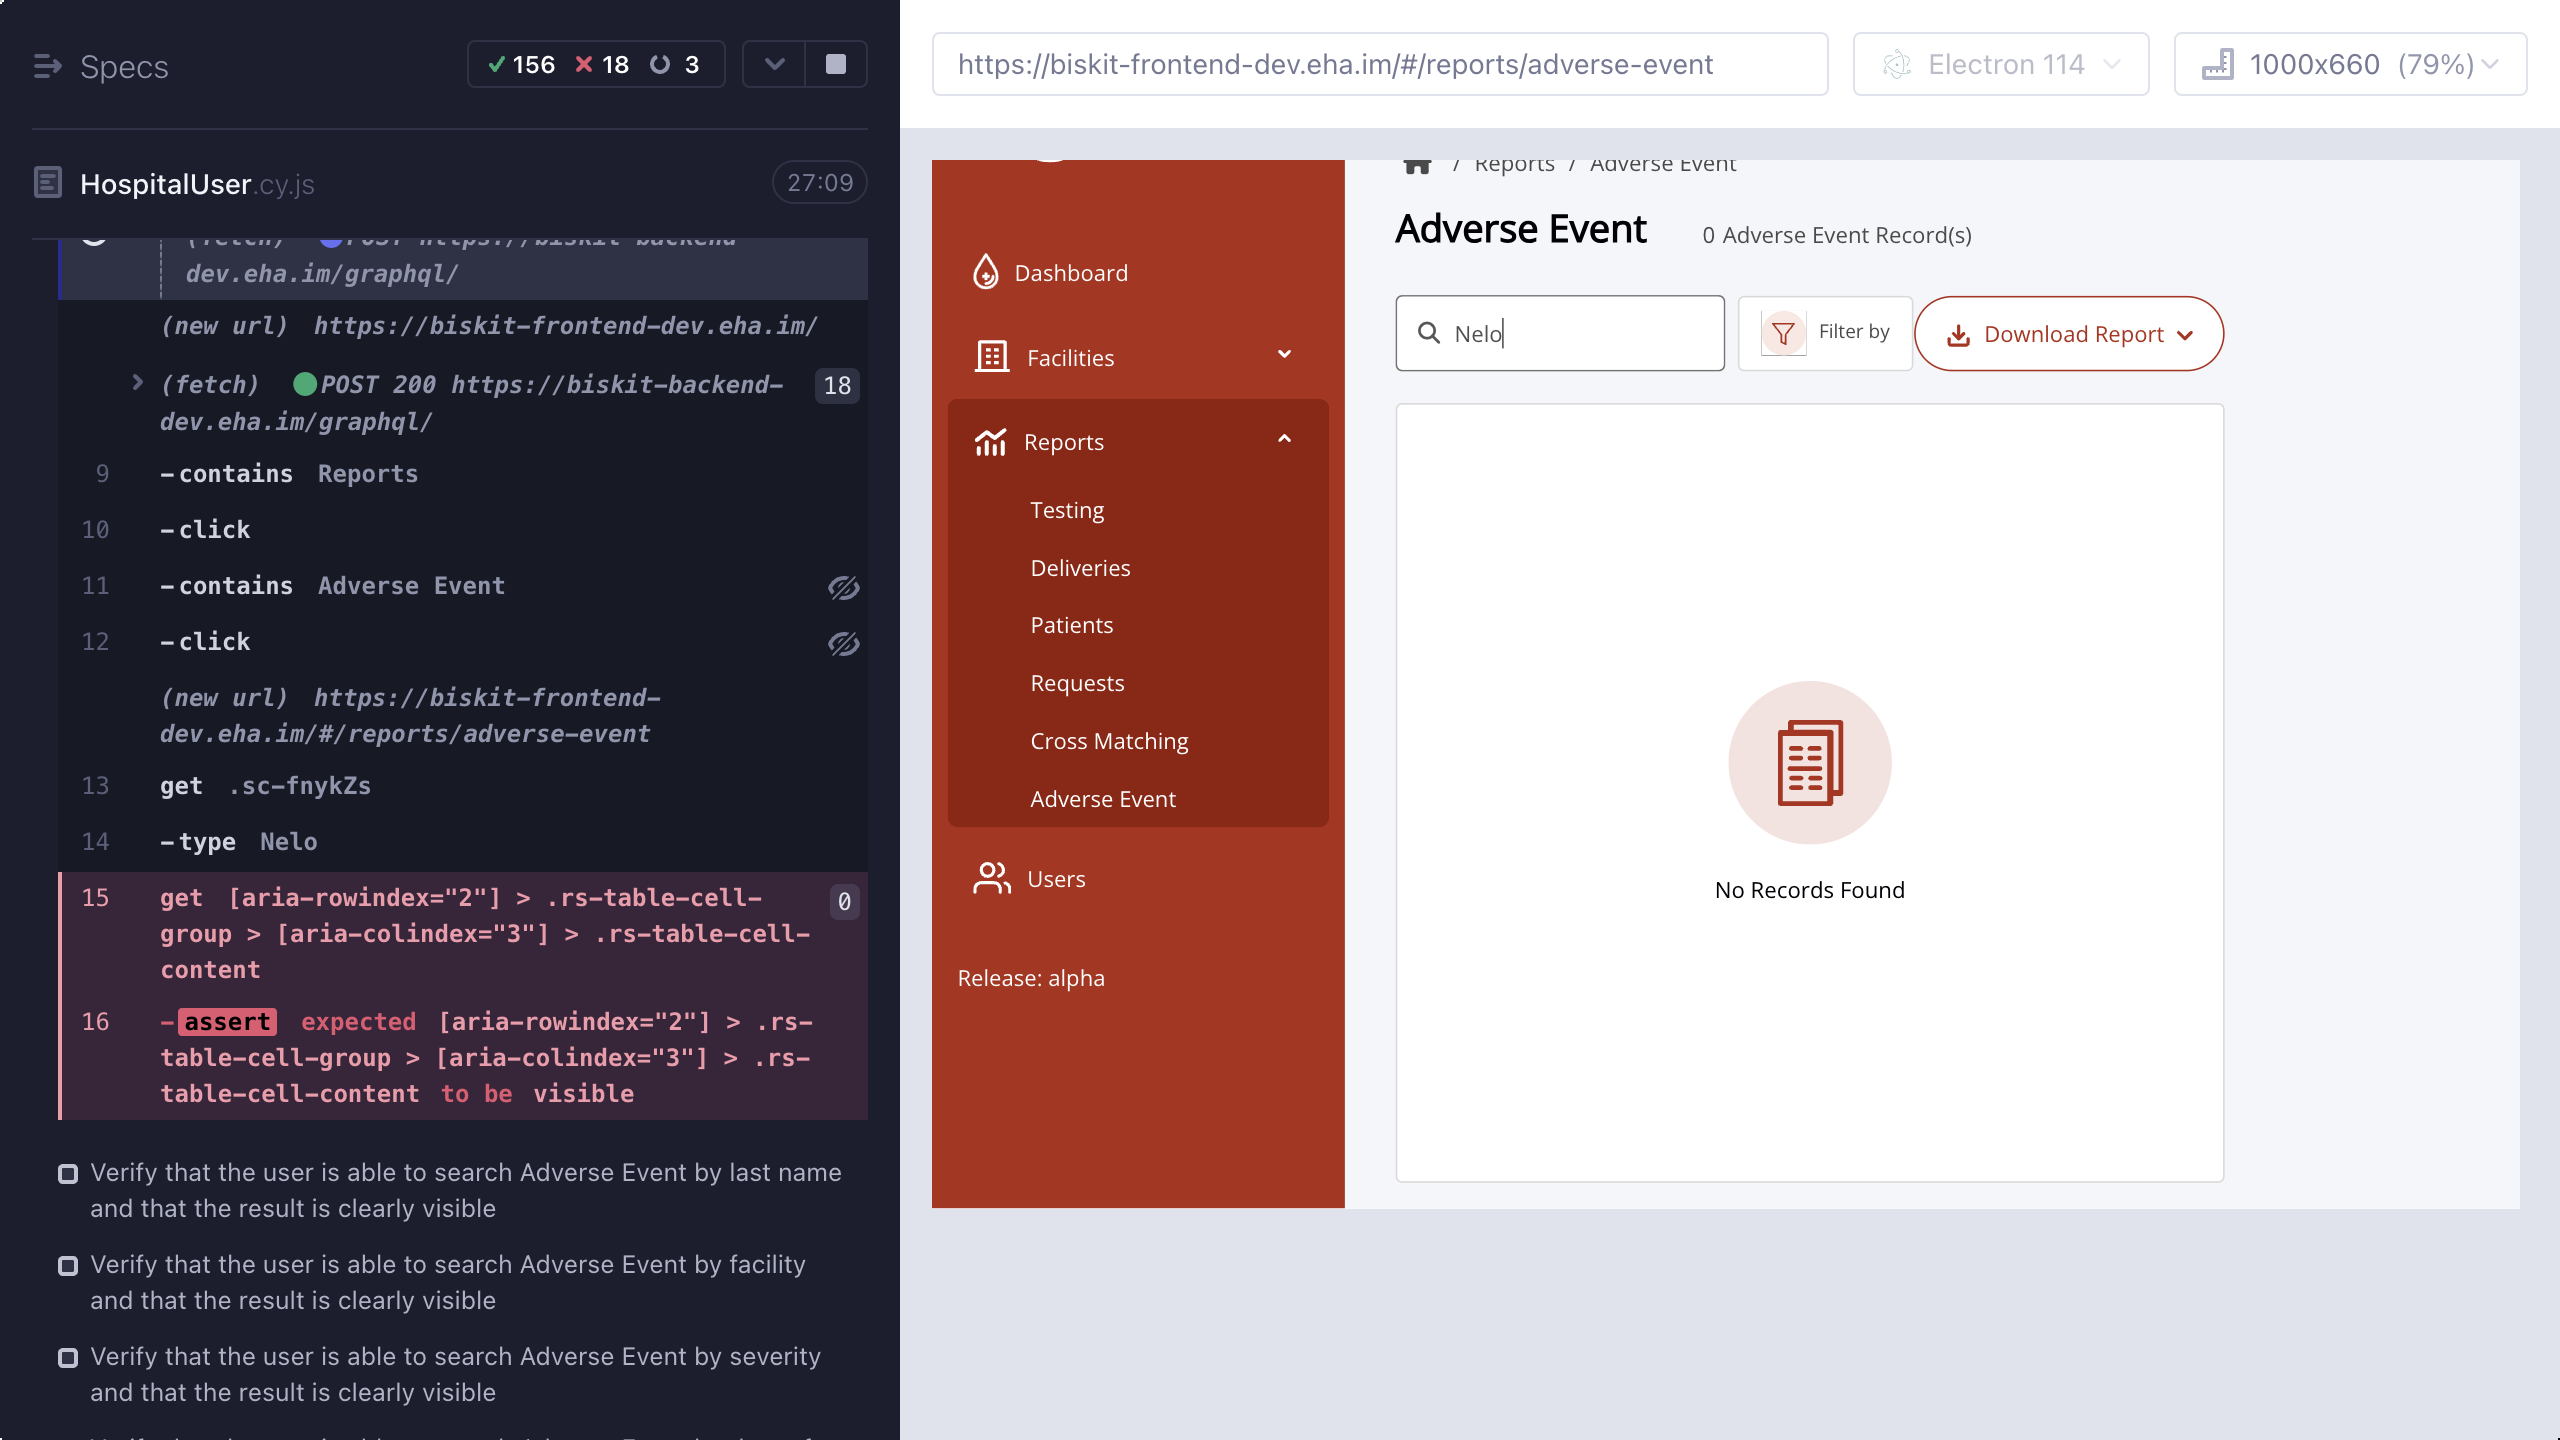 Specs
156 18 3
HospitalUser.cy.js
27:09
(fetch) POST https://biskit-backend-
dev.eha.im/graphql/
(new url) https://biskit-frontend-dev.eha.im/
(fetch) POST 200 https://biskit-backend-
dev.eha.im/graphql/
18
9 -contains Reports
10 -click
11 -contains Adverse Event
12 -click
(new url) https://biskit-frontend-
dev.eha.im/#/reports/adverse-event
13 get .sc-fnykZs
14 -type Nelo
15 get [aria-rowindex="2"] > .rs-table-cell-
group > [aria-colindex="3"] > .rs-table-cell-
content
0
16 -assert expected [aria-rowindex="2"] > .rs-
table-cell-group > [aria-colindex="3"] > .rs-
table-cell-content to be visible
Verify that the user is able to search Adverse Event by last name
and that the result is clearly visible
Verify that the user is able to search Adverse Event by facility
and that the result is clearly visible
Verify that the user is able to search Adverse Event by severity
and that the result is clearly visible
https://biskit-frontend-dev.eha.im/#/reports/adverse-event
Electron 114
1000x660 (79%)
Dashboard
Facilities
Reports
Testing
Deliveries
Patients
Requests
Cross Matching
Adverse Event
Users
Release: alpha
/ Reports / Adverse Event
Adverse Event
0 Adverse Event Record(s)
Nelo
Filter by
Download Report
No Records Found